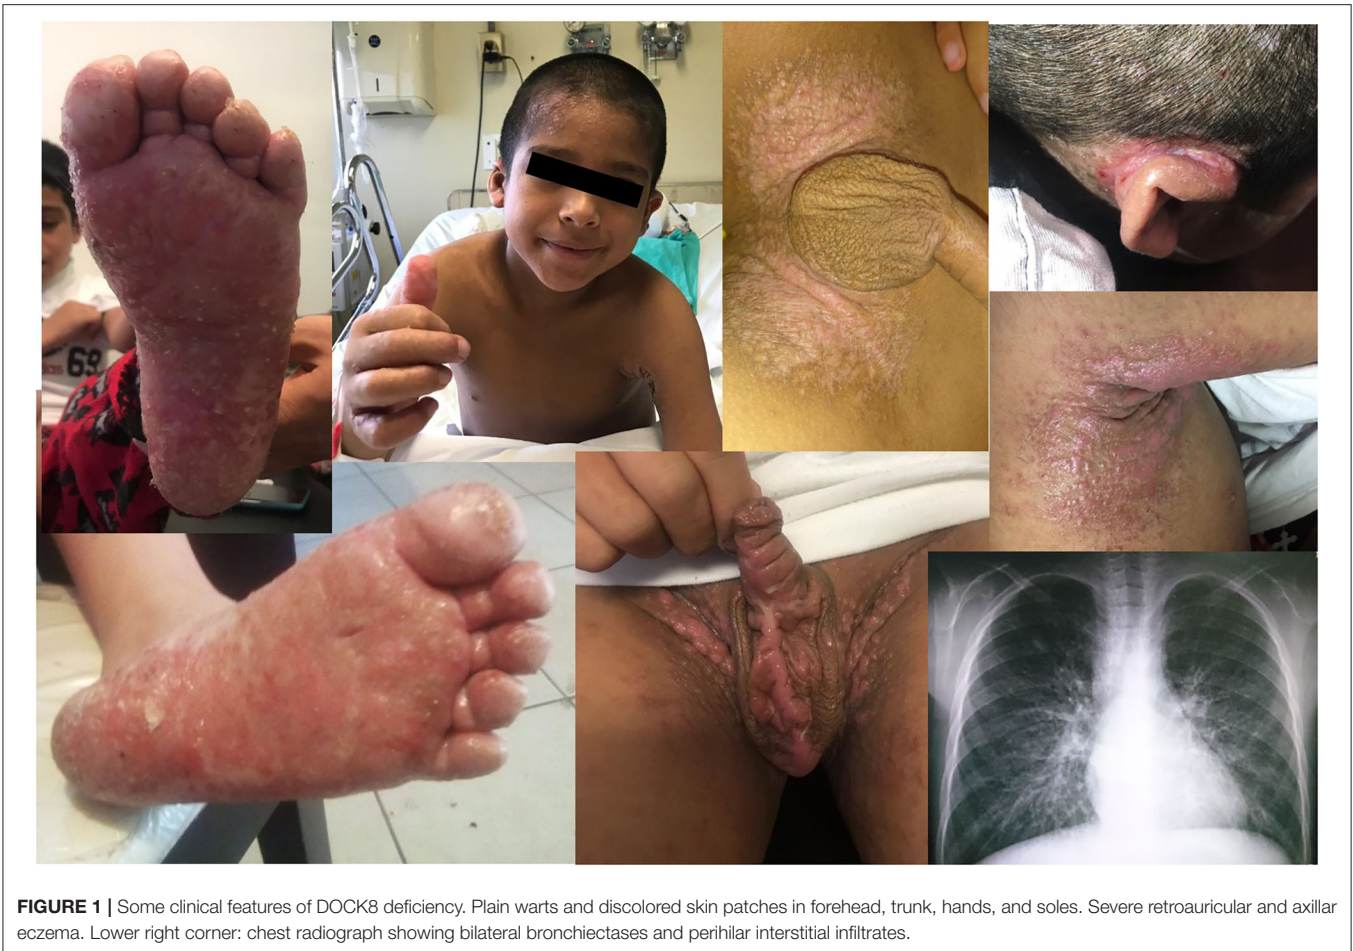 69
FIGURE 1 | Some clinical features of DOCK8 deficiency. Plain warts and discolored skin patches in forehead, trunk, hands, and soles. Severe retroauricular and axillar
eczema. Lower right corner: chest radiograph showing bilateral bronchiectases and perihilar interstitial infiltrates.